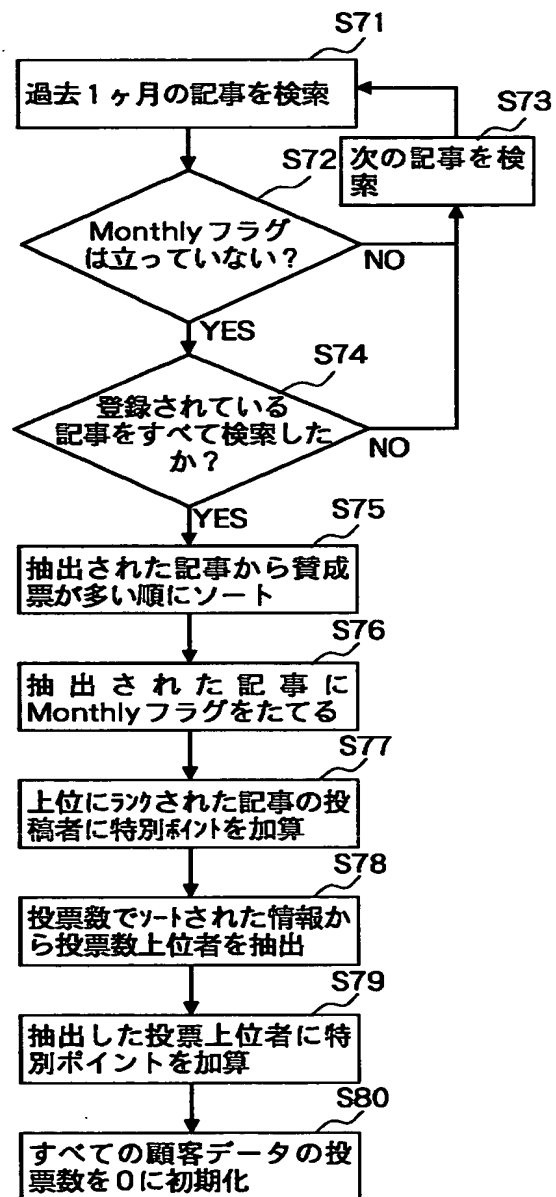 S71
過去1ヶ月の記事を検索
S73
次の記事を検
索
S72
Monthlyフラグ
は立っていない?
NO
YES
S74
登録されている
記事をすべて検索した
か?
NO
YES
S75
抽出された記事から賛成
票が多い順にソート
S76
抽出された記事に
Monthlyフラグをたてる
S77
上位にﾗﾝｸされた記事の投
稿者に特別ﾎﾟｲﾝﾄを加算
S78
投票数でｿｰﾄされた情報か
ら投票数上位者を抽出
S79
抽出した投票上位者に特
別ポイントを加算
S80
すべての顧客データの投
票数を0に初期化